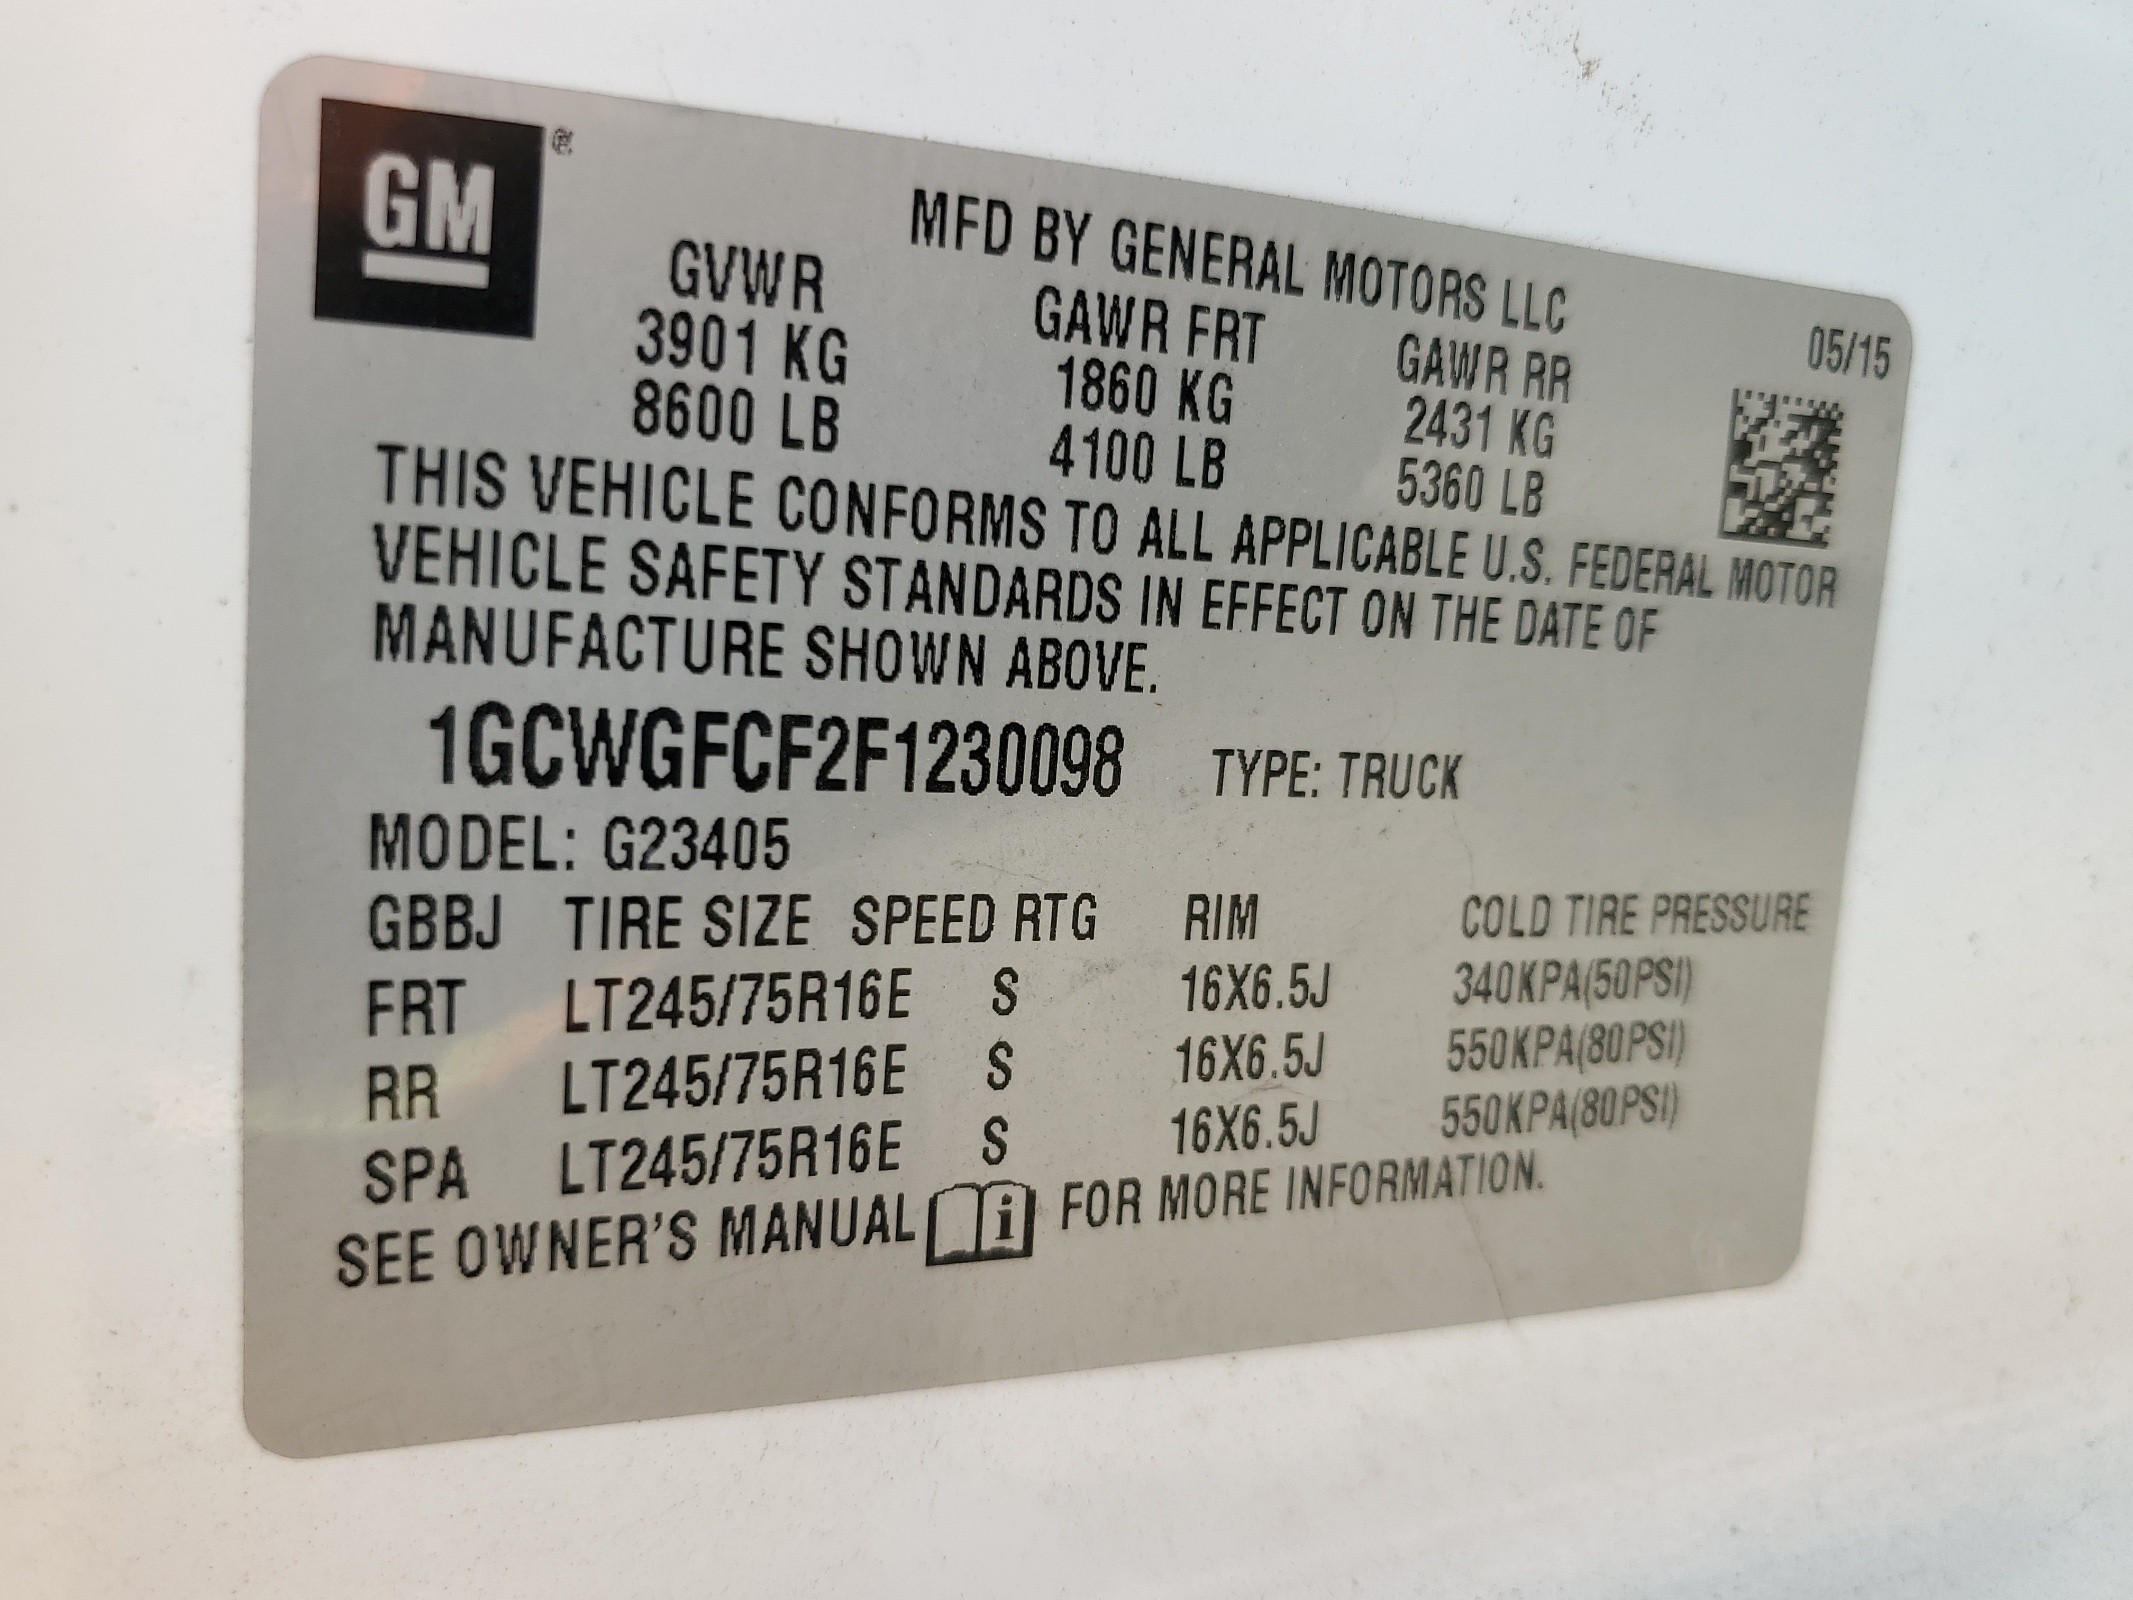 GM ®
MFD BY GENERAL MOTORS LLC
05/15
GVWR GAWR FRT GAWR RR
3901 KG 1860 KG 2431 KG
8600 LB 4100 LB 5360 LB
THIS VEHICLE CONFORMS TO ALL APPLICABLE U.S. FEDERAL MOTOR
VEHICLE SAFETY STANDARDS IN EFFECT ON THE DATE OF
MANUFACTURE SHOWN ABOVE.
1GCWGFCF2F1230098 TYPE: TRUCK
MODEL: G23405
GBBJ TIRE SIZE SPEED RTG RIM COLD TIRE PRESSURE
FRT LT245/75R16E S 16X6.5J 340KPA(50PSI)
RR LT245/75R16E S 16X6.5J 550KPA(80PSI)
SPA LT245/75R16E S 16X6.5J 550KPA(80PSI)
SEE OWNER'S MANUAL i FOR MORE INFORMATION.